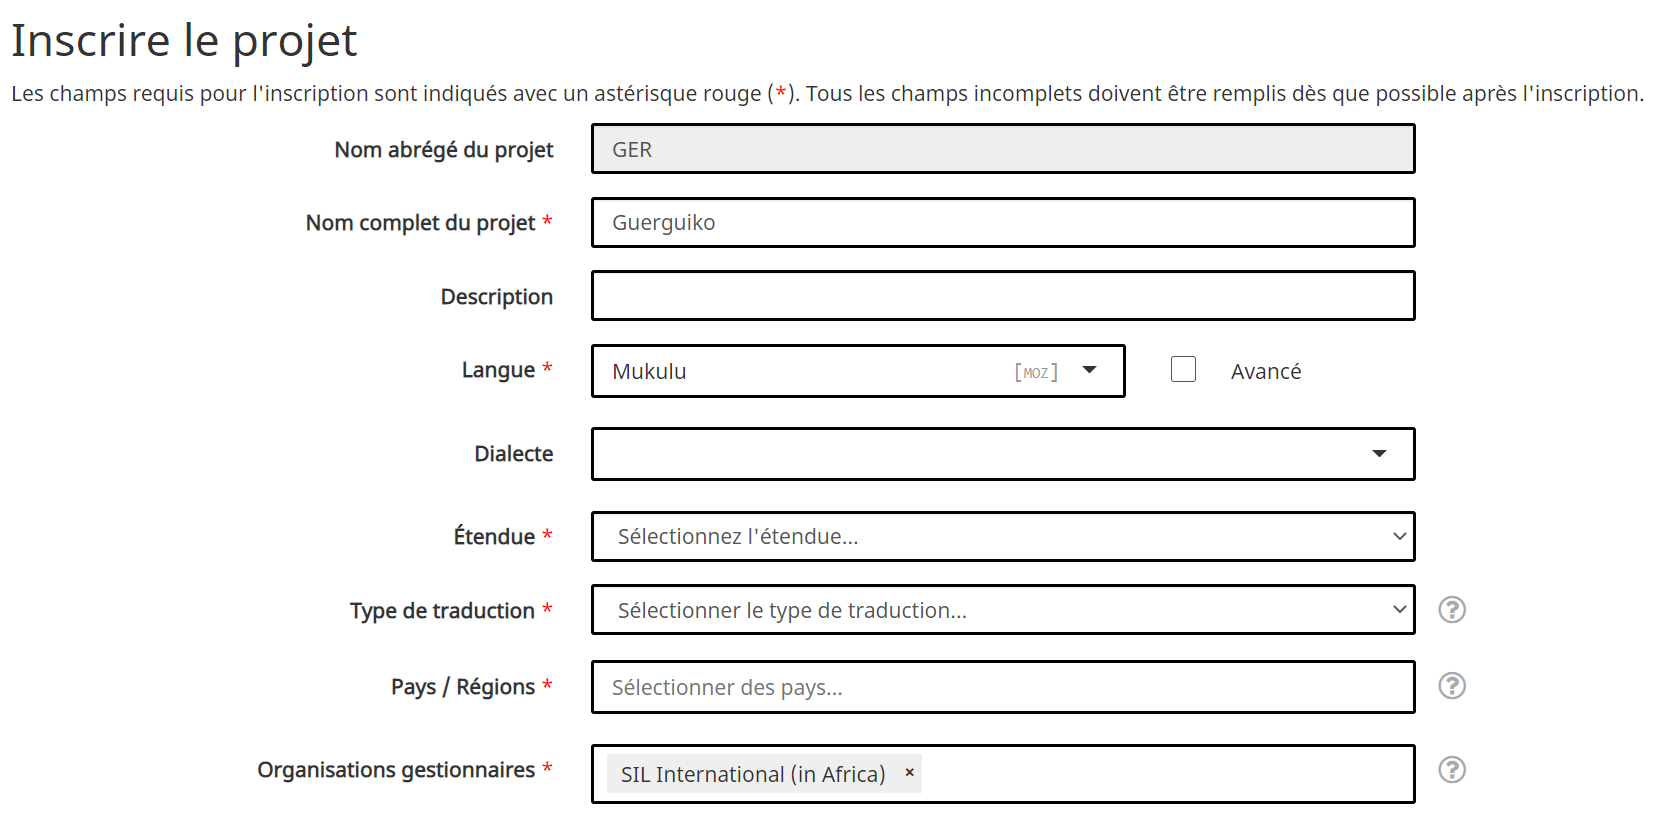 Inscrire le projet
Les champs requis pour l'inscription sont indiqués avec un astérisque rouge (*). Tous les champs incomplets doivent être remplis dès que possible après l'inscription.
Nom abrégé du projet GER
Nom complet du projet * Guerguiko
Description
Langue * Mukulu [MOZ] Avancé
Dialecte
Étendue * Sélectionnez l'étendue...
Type de traduction * Sélectionner le type de traduction... ?
Pays / Régions * Sélectionner des pays... ?
Organisations gestionnaires * SIL International (in Africa) × ?